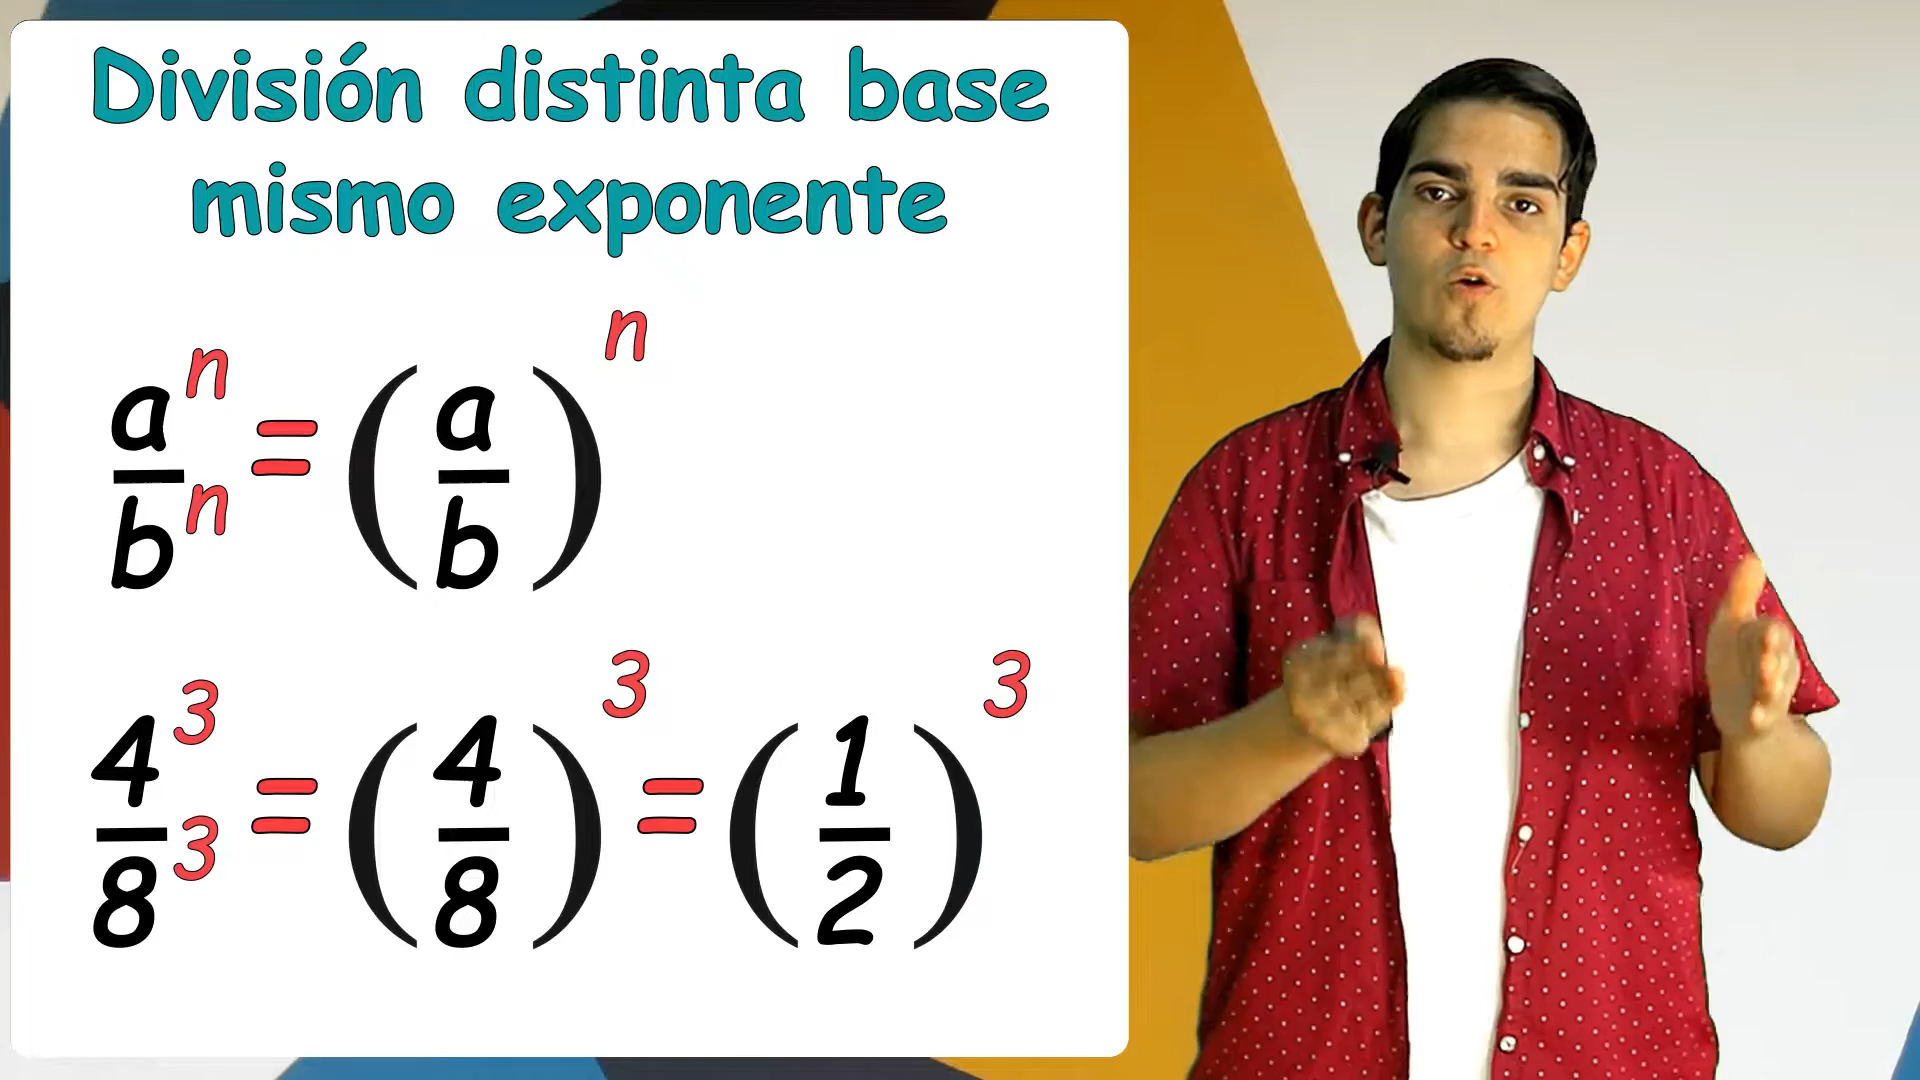 División distinta base
mismo exponente
aⁿ/bⁿ = (a/b)ⁿ
4³/8³ = (4/8)³ = (1/2)³